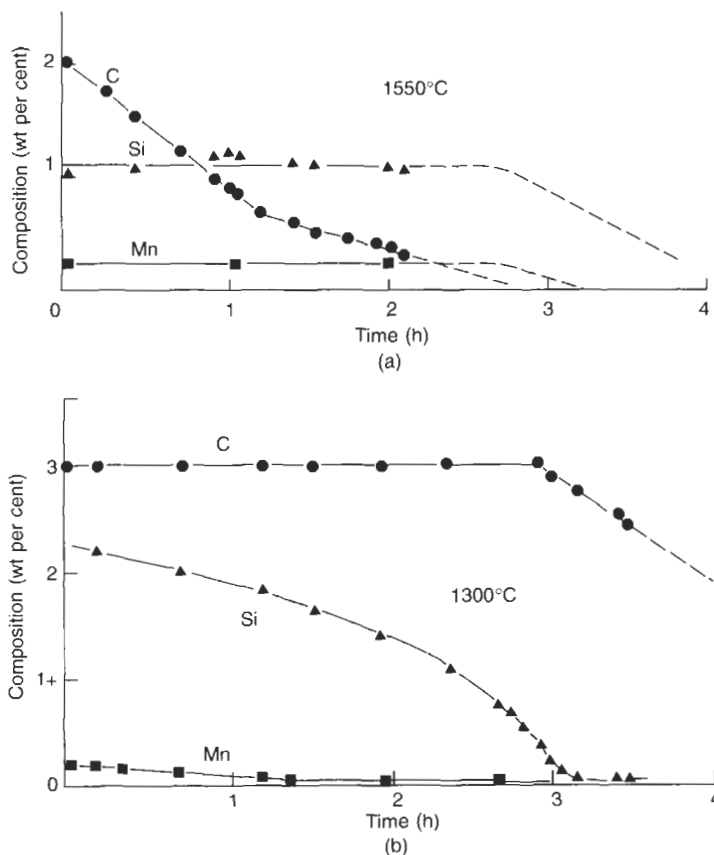 2
C
1550°C
Composition (wt per cent)
Si
1
Mn
0 1 2 3 4
Time (h)
(a)
C
3
Composition (wt per cent)
2
1300°C
Si
1+
Mn
0
1 2 3 4
Time (h)
(b)